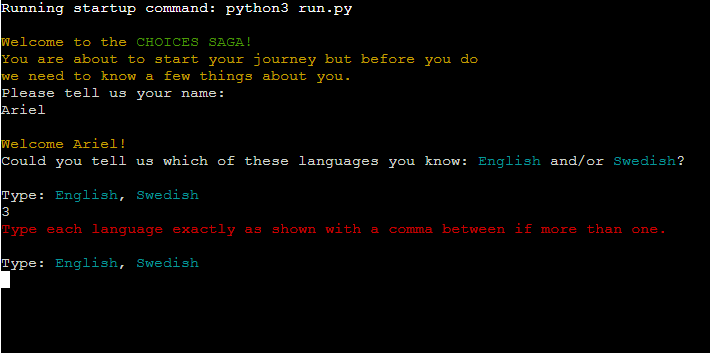 Running startup command: python3 run.py
Welcome to the CHOICES SAGA!
You are about to start your journey but before you do
we need to know a few things about you.
Please tell us your name:
Ariel
Welcome Ariel!
Could you tell us which of these languages you know: English and/or Swedish?
Type: English, Swedish
3
Type each language exactly as shown with a comma between if more than one.
Type: English, Swedish